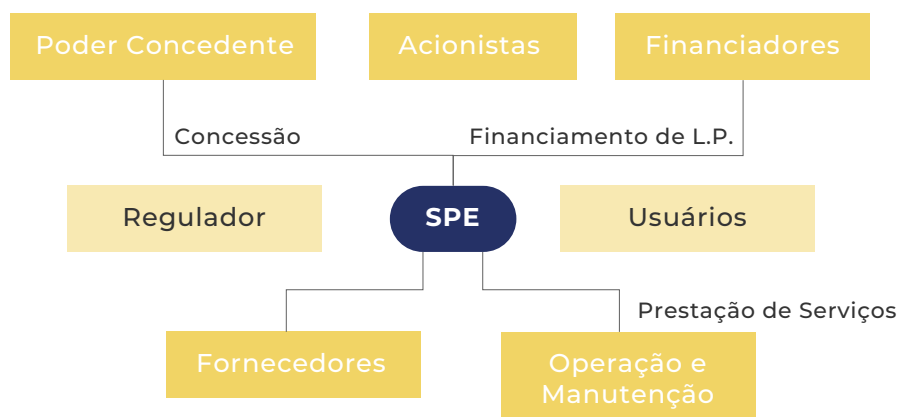 Poder Concedente
Acionistas
Financiadores
Concessão
Financiamento de L.P.
Regulador
SPE
Usuários
Prestação de Serviços
Fornecedores
Operação e
Manutenção